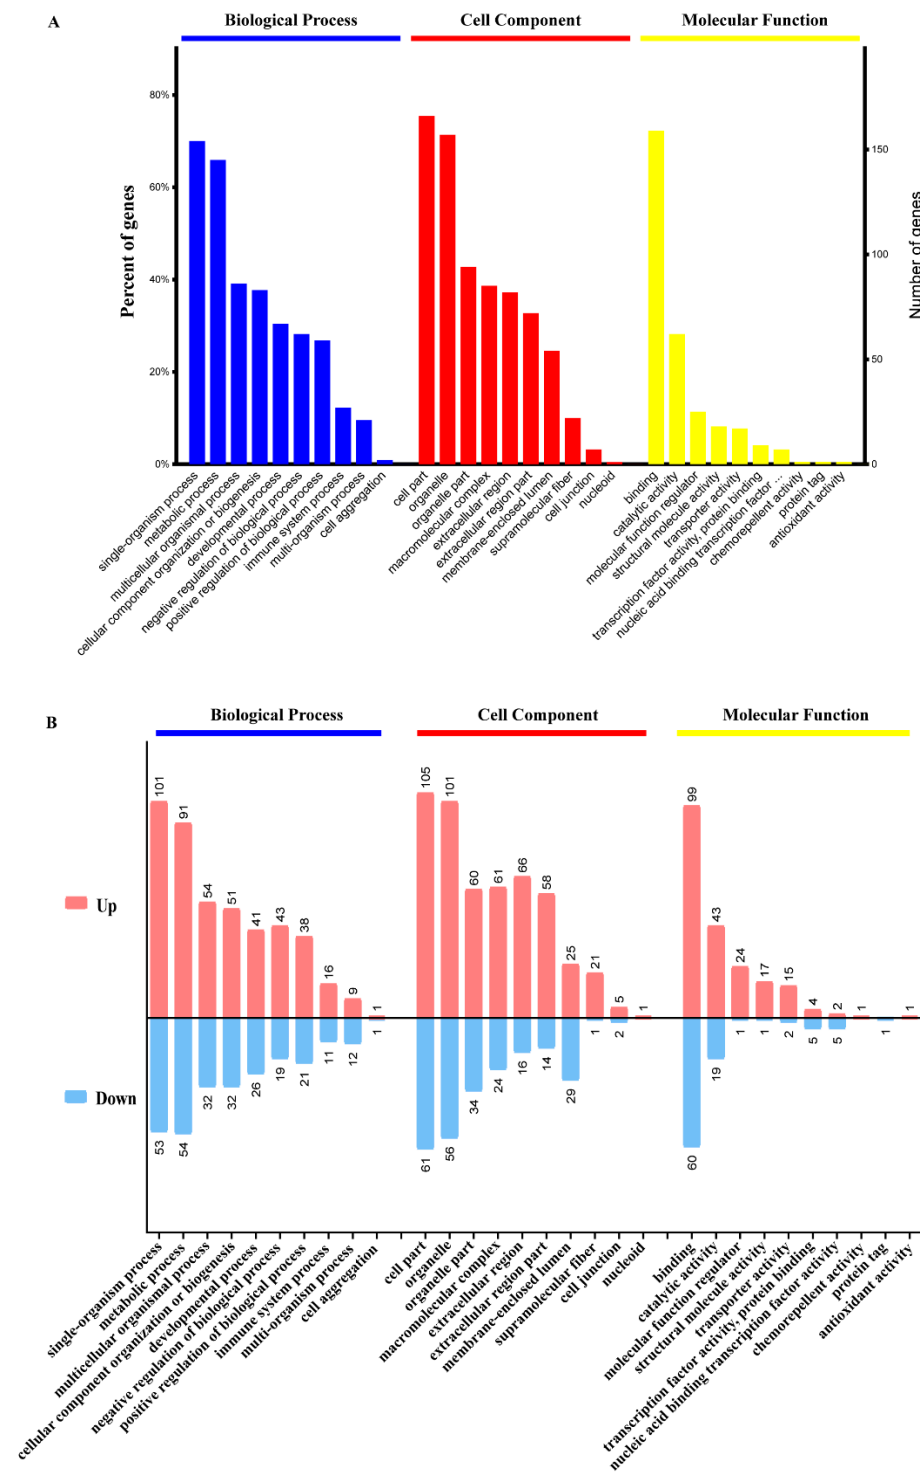 A
Biological Process
Cell Component
Molecular Function
Percent of genes
80%
60%
40%
20%
0%
150
100
50
0
Number of genes
single-organism process
metabolic process
multicellular organismal process
cellular component organization or biogenesis
developmental process
negative regulation of biological process
positive regulation of biological process
immune system process
multi-organism process
cell aggregation
cell part
organelle
organelle part
macromolecular complex
extracellular region
extracellular region part
membrane-enclosed lumen
supramolecular fiber
cell junction
nucleoid
binding
catalytic activity
molecular function regulator
structural molecule activity
transporter activity
transcription factor activity, protein binding
nucleic acid binding transcription factor ...
chemorepellent activity
protein tag
antioxidant activity
B
Biological Process
Cell Component
Molecular Function
Up
Down
101
91
54
51
41
43
38
16
9
1
105
101
60
61
66
58
25
21
5
1
99
43
24
17
15
4
2
1
1
53
54
32
32
26
19
21
11
12
1
61
56
34
24
16
14
29
1
2
60
19
1
1
2
5
5
1
single-organism process
metabolic process
multicellular organismal process
cellular component organization or biogenesis
developmental process
negative regulation of biological process
positive regulation of biological process
immune system process
multi-organism process
cell aggregation
cell part
organelle
organelle part
macromolecular complex
extracellular region
extracellular region part
membrane-enclosed lumen
supramolecular fiber
cell junction
nucleoid
binding
catalytic activity
molecular function regulator
structural molecule activity
transporter activity
transcription factor activity, protein binding
nucleic acid binding transcription factor activity
chemorepellent activity
protein tag
antioxidant activity